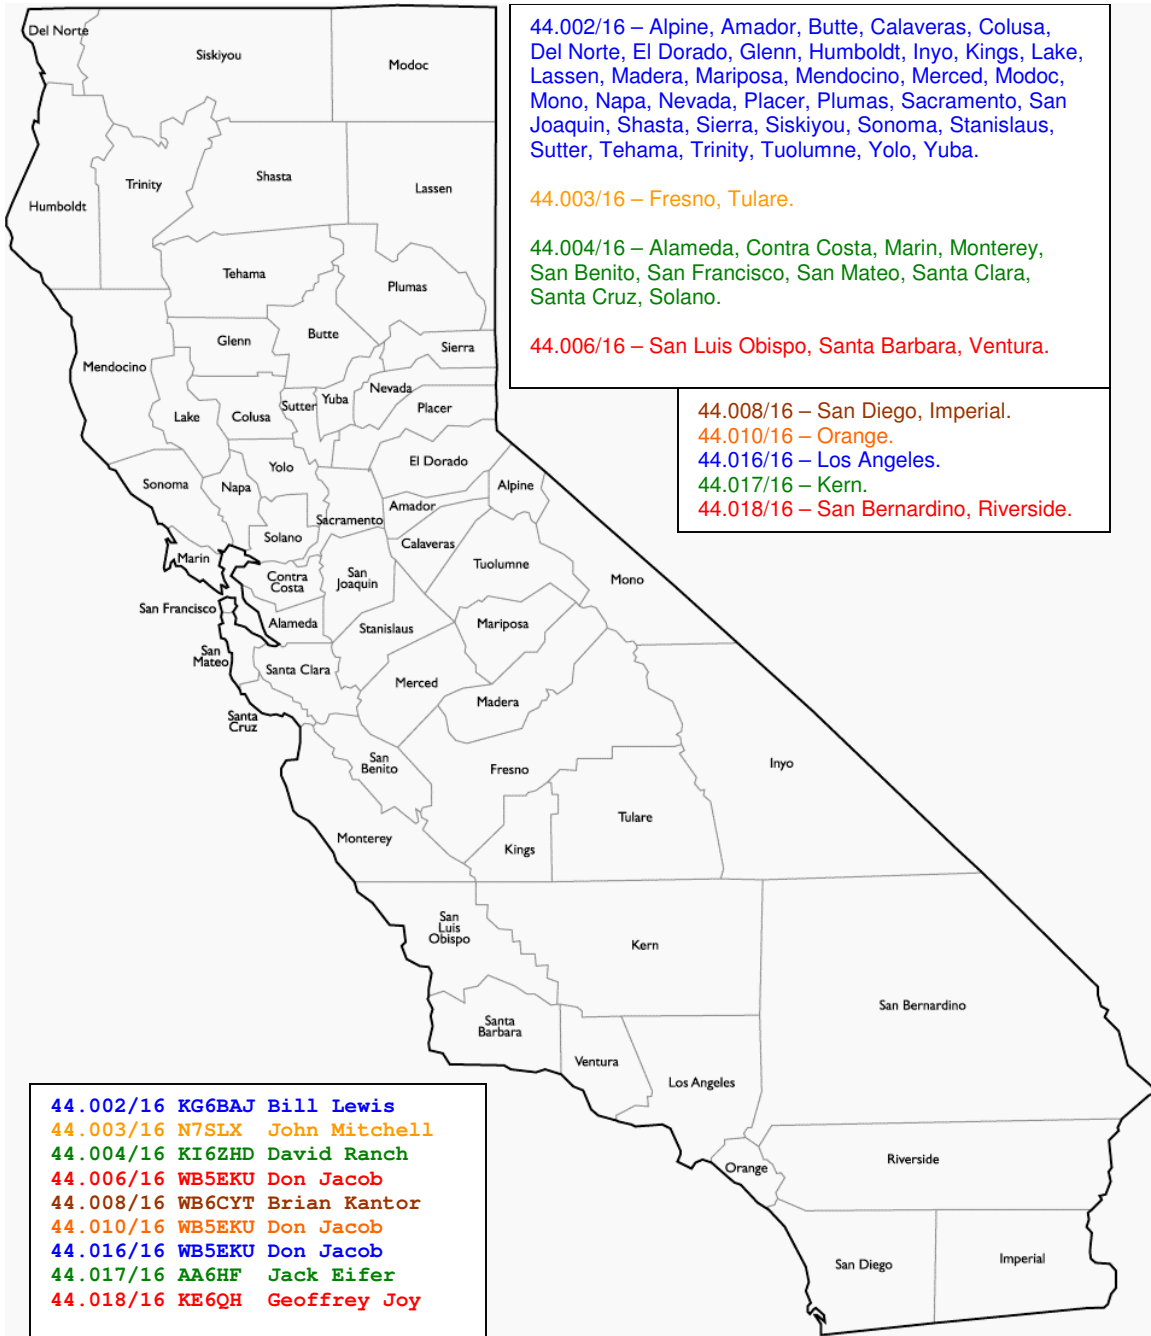 44.002/16 – Alpine, Amador, Butte, Calaveras, Colusa,
Del Norte, El Dorado, Glenn, Humboldt, Inyo, Kings, Lake,
Lassen, Madera, Mariposa, Mendocino, Merced, Modoc,
Mono, Napa, Nevada, Placer, Plumas, Sacramento, San
Joaquin, Shasta, Sierra, Siskiyou, Sonoma, Stanislaus,
Sutter, Tehama, Trinity, Tuolumne, Yolo, Yuba.
44.003/16 – Fresno, Tulare.
44.004/16 – Alameda, Contra Costa, Marin, Monterey,
San Benito, San Francisco, San Mateo, Santa Clara,
Santa Cruz, Solano.
44.006/16 – San Luis Obispo, Santa Barbara, Ventura.
44.008/16 – San Diego, Imperial.
44.010/16 – Orange.
44.016/16 – Los Angeles.
44.017/16 – Kern.
44.018/16 – San Bernardino, Riverside.
Del Norte
Siskiyou
Modoc
Shasta
Trinity
Lassen
Humboldt
Tehama
Plumas
Butte
Glenn
Sierra
Mendocino
Nevada
Yuba
Sutter
Placer
Lake
Colusa
El Dorado
Yolo
Sonoma
Napa
Alpine
Amador
Sacramento
Solano
Calaveras
Marin
Tuolumne
Contra
Costa
San
Joaquin
Mono
San Francisco
Alameda
Stanislaus
Mariposa
San
Mateo
Santa Clara
Merced
Madera
Santa
Cruz
San
Benito
Fresno
Inyo
Tulare
Monterey
Kings
San
Luis
Obispo
Kern
San Bernardino
Santa
Barbara
Ventura
Los Angeles
Orange
Riverside
San Diego
Imperial
44.002/16 KG6BAJ Bill Lewis
44.003/16 N7SLX John Mitchell
44.004/16 KI6ZHD David Ranch
44.006/16 WB5EKU Don Jacob
44.008/16 WB6CYT Brian Kantor
44.010/16 WB5EKU Don Jacob
44.016/16 WB5EKU Don Jacob
44.017/16 AA6HF Jack Eifer
44.018/16 KE6QH Geoffrey Joy